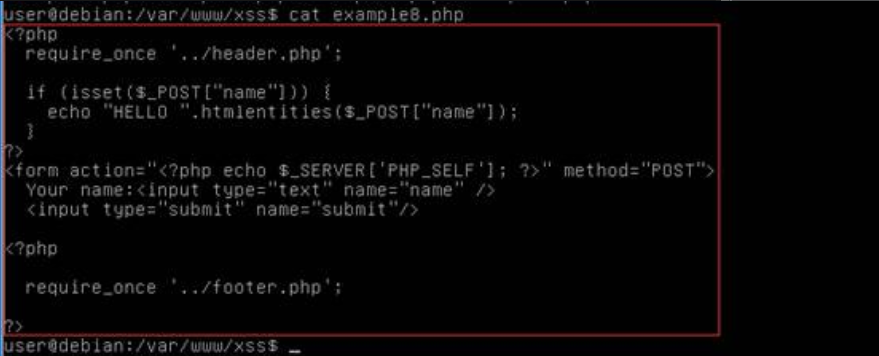 user@debian:/var/www/xss$ cat example8.php
<?php
  require_once '../header.php';

  if (isset($_POST["name"])) {
    echo "HELLO ".htmlentities($_POST["name"]);
  }
?>
<form action="<?php echo $_SERVER['PHP_SELF']; ?>" method="POST">
  Your name:<input type="text" name="name" />
  <input type="submit" name="submit"/>

<?php

  require_once '../footer.php';

?>
user@debian:/var/www/xss$ _